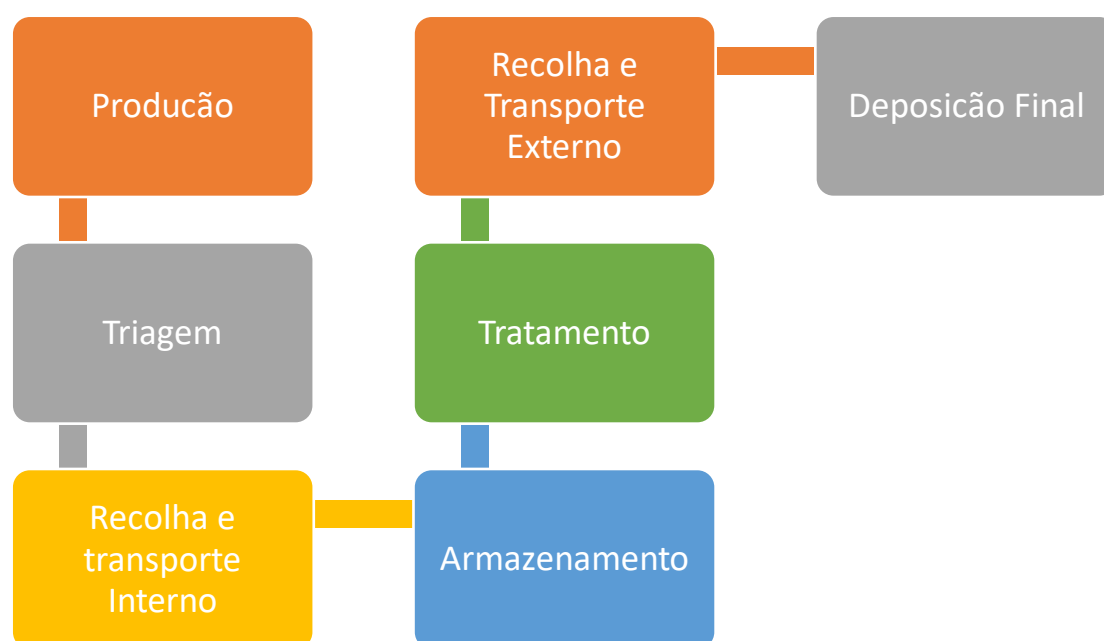 Producão
Triagem
Recolha e
transporte
Interno
Armazenamento
Tratamento
Recolha e
Transporte
Externo
Deposicão Final